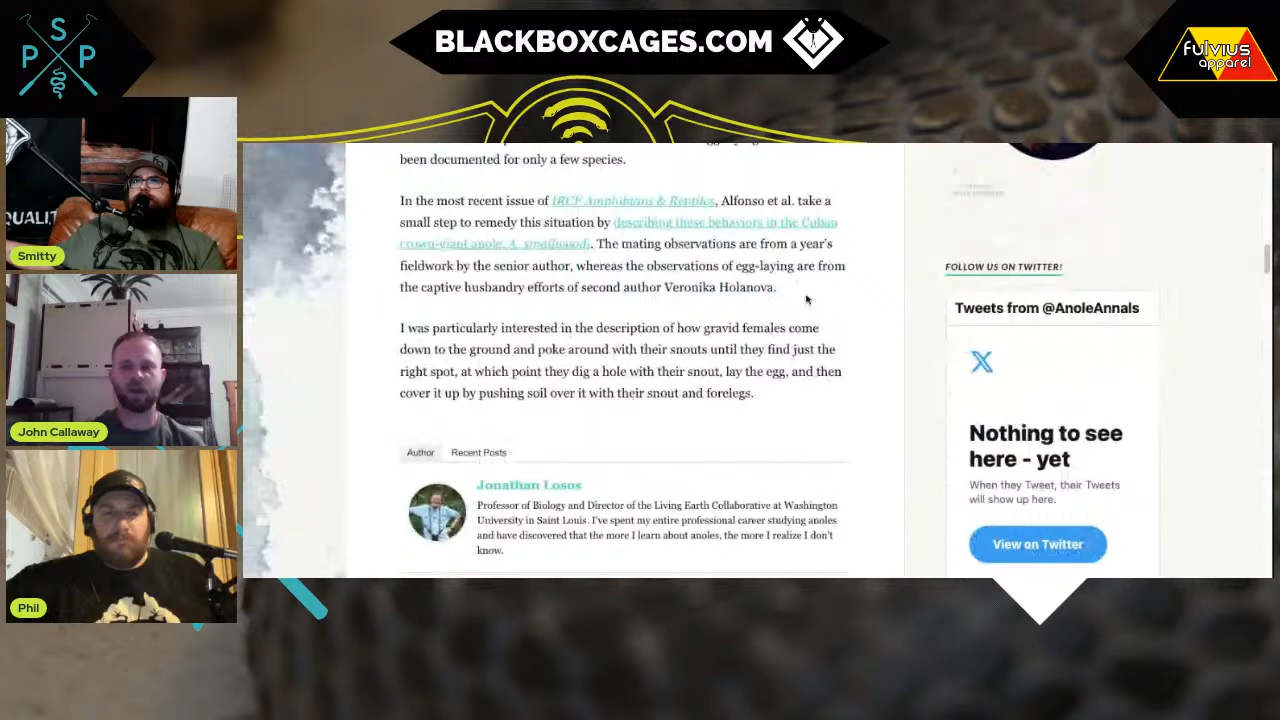 S
P P
BLACKBOXCAGES.COM
fulvius
apparel
QUALIT
Smitty
John Callaway
Phil
been documented for only a few species.
In the most recent issue of IRCF Amphibians & Reptiles, Alfonso et al. take a
small step to remedy this situation by describing these behaviors in the Cuban
crown-giant anole, A. smallwoodi. The mating observations are from a year's
fieldwork by the senior author, whereas the observations of egg-laying are from
the captive husbandry efforts of second author Veronika Holanova.
I was particularly interested in the description of how gravid females come
down to the ground and poke around with their snouts until they find just the
right spot, at which point they dig a hole with their snout, lay the egg, and then
cover it up by pushing soil over it with their snout and forelegs.
Author Recent Posts
Jonathan Losos
Professor of Biology and Director of the Living Earth Collaborative at Washington
University in Saint Louis. I've spent my entire professional career studying anoles
and have discovered that the more I learn about anoles, the more I realize I don't
know.
FOLLOW US ON TWITTER!
Tweets from @AnoleAnnals
X
Nothing to see
here - yet
When they Tweet, their Tweets
will show up here.
View on Twitter